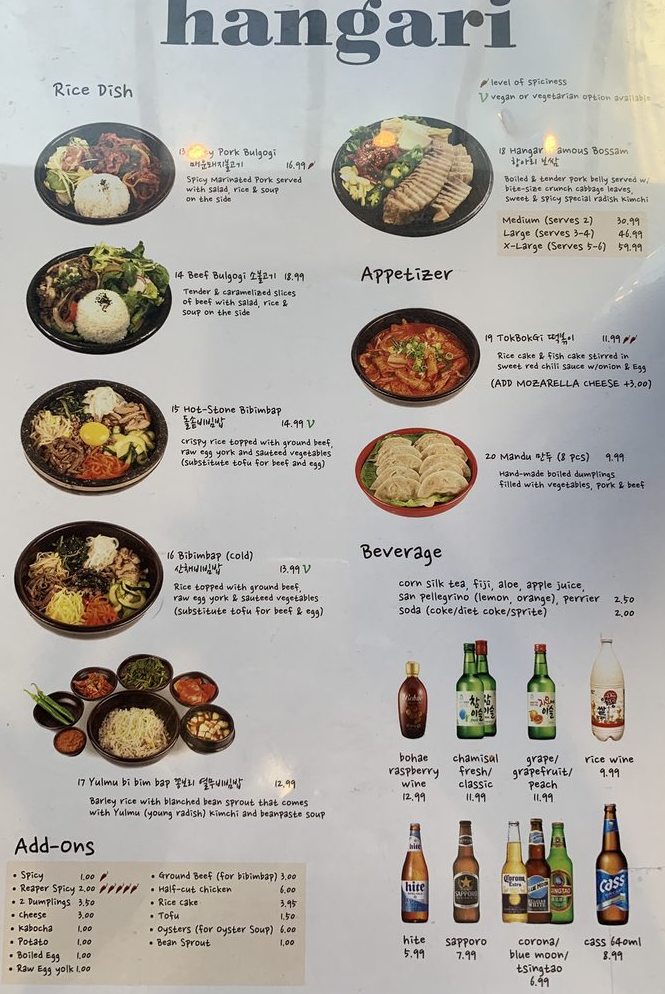 hangari
level of spiciness
V vegan or vegetarian option available
Rice Dish
13 Pork Bulgogi
매운돼지불고기 16.99
Spicy Marinated Pork served
with salad, rice & soup
on the side
14 Beef Bulgogi 소불고기 18.99
Tender & caramelized slices
of beef with salad, rice &
soup on the side
15 Hot-Stone Bibimbap
돌솥비빔밥 14.99 V
crispy rice topped with ground beef,
raw egg york and sauteed vegetables
(substitute tofu for beef and egg)
16 Bibimbap (cold)
산채비빔밥 13.99 V
Rice topped with ground beef,
raw egg york & sauteed vegetables
(substitute tofu for beef & egg)
17 Yulmu bi bim bap 꽁보리 열무비빔밥 12.99
Barley rice with blanched bean sprout that comes
with Yulmu (young radish) Kimchi and beanpaste soup
Add-ons
• Spicy 1.00
• Reaper Spicy 2.00
• 2 Dumplings 3.50
• cheese 3.00
• Kabocha 1.00
• Potato 1.00
• Boiled Egg 1.00
• Raw Egg yolk 1.00
• Ground Beef (for bibimbap) 3.00
• Half-cut chicken 6.00
• Rice cake 3.95
• Tofu 1.50
• oysters (for Oyster Soup) 6.00
• Bean Sprout 1.00
18 Hangari Famous Bossam
항아리 보쌈
Boiled & tender pork belly served w/
bite-size crunch cabbage leaves,
sweet & spicy special radish Kimchi
Medium (serves 2) 30.99
Large (serves 3-4) 46.99
X-Large (Serves 5-6) 59.99
Appetizer
19 TokBokGi 떡볶이 11.99
Rice cake & fish cake stirred in
sweet red chili sauce w/onion & Egg
(ADD MOZARELLA CHEESE +3.00)
20 Mandu 만두 (8 pcs) 9.99
Hand-made boiled dumplings
filled with vegetables, pork & beef
Beverage
corn silk tea, fiji, aloe, apple juice,
san pellegrino (lemon, orange), perrier 2.50
soda (coke/diet coke/sprite) 2.00
bohae
raspberry
wine
12.99
chamisul
fresh/
classic
11.99
grape/
grapefruit/
peach
11.99
rice wine
9.99
hite
SAPPORO
Corona
Extra
BLUE MOON
TSINGTAO
Cass
hite
5.99
sapporo
7.99
corona/
blue moon/
tsingtao
6.99
cass 640ml
8.99